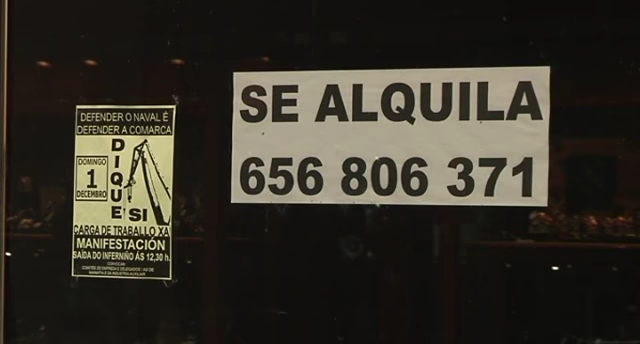 DEFENDER O NAVAL É
DEFENDER A COMARCA
DOMINGO
1
DECEMBRO
DIQUE
SI
CARGA DE TRABALLO XA
MANIFESTACIÓN
SAÍDA DO INFERNIÑO ÁS 12,30 h.
CONVOCAN:
SE ALQUILA
656 806 371